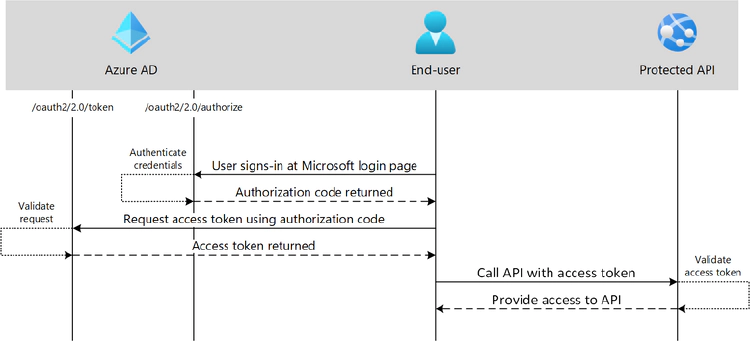 Azure AD
End-user
Protected API
/oauth2/2.0/token
/oauth2/2.0/authorize
Authenticate
credentials
User signs-in at Microsoft login page
Authorization code returned
Validate
request
Request access token using authorization code
Access token returned
Call API with access token
Validate
access token
Provide access to API